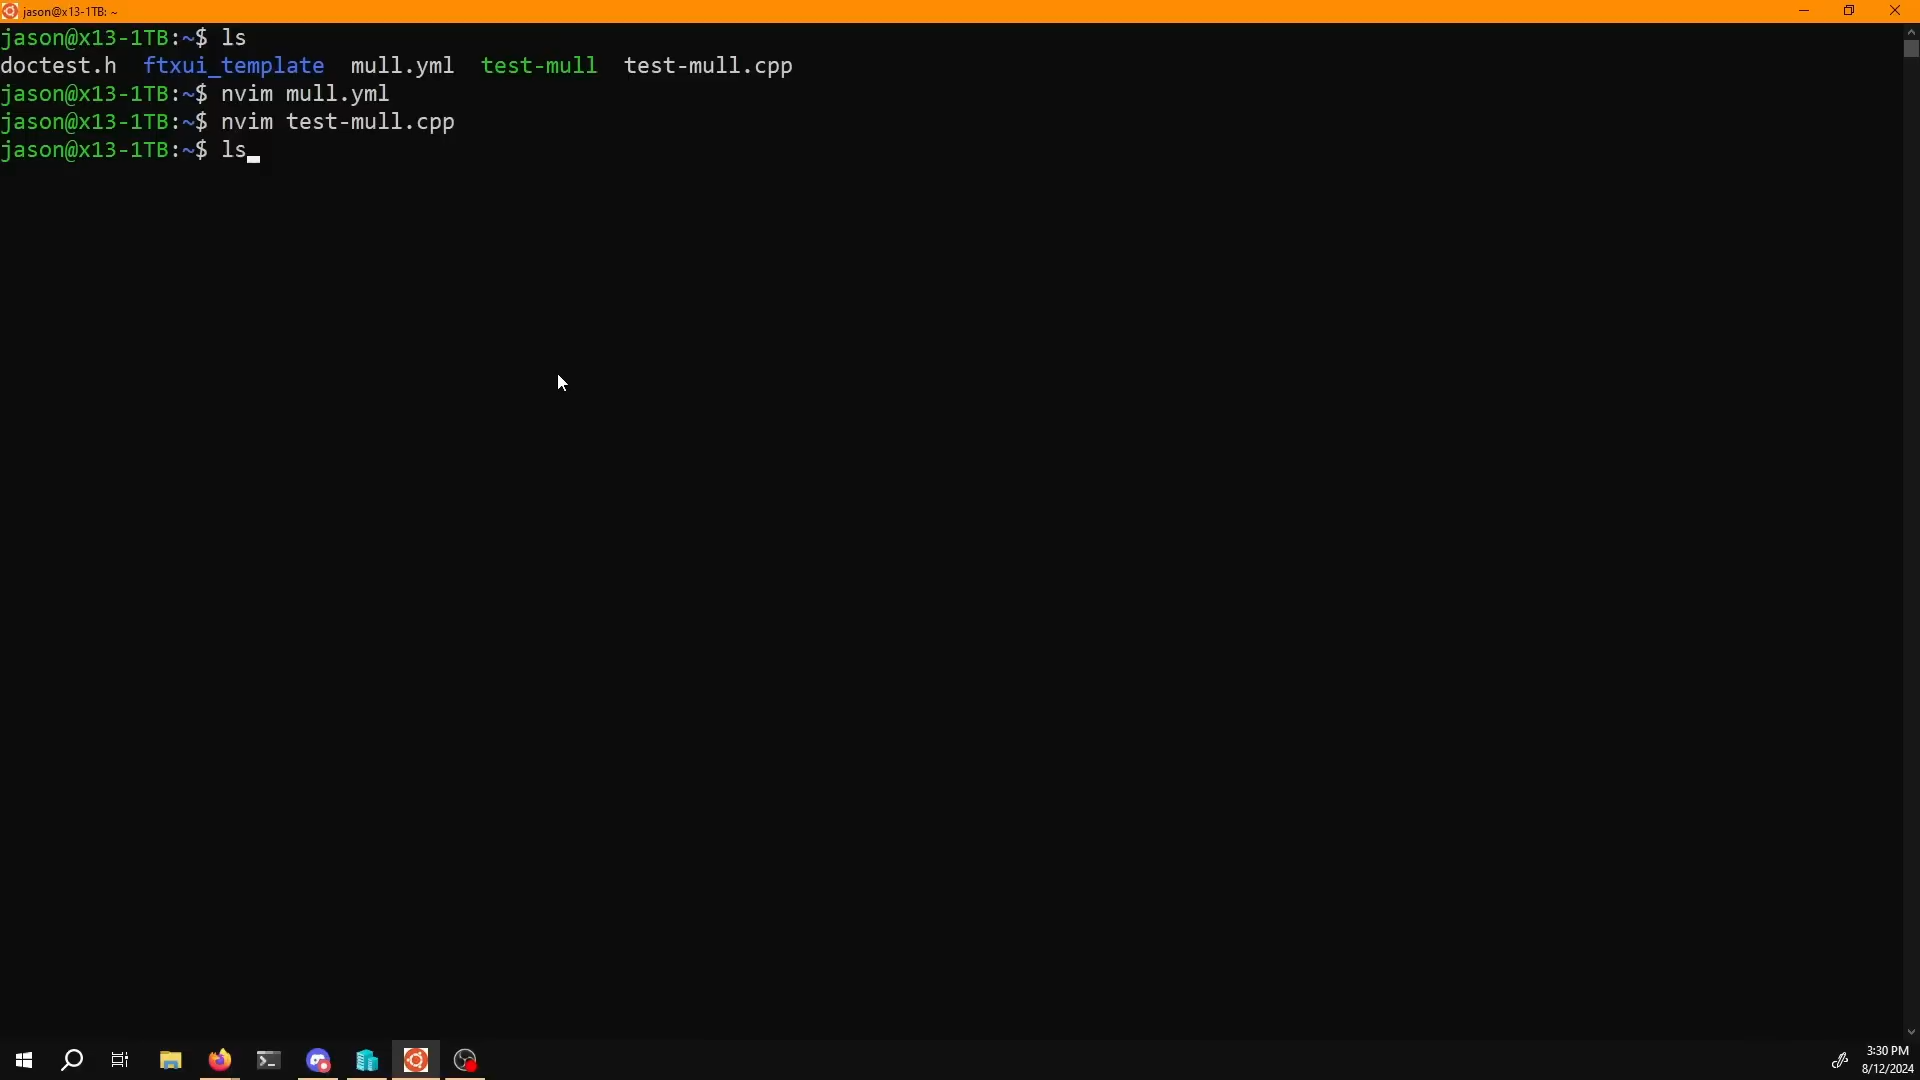 jason@x13-1TB: ~
jason@x13-1TB:~$ ls
doctest.h  ftxui_template  mull.yml  test-mull  test-mull.cpp
jason@x13-1TB:~$ nvim mull.yml
jason@x13-1TB:~$ nvim test-mull.cpp
jason@x13-1TB:~$ ls
3:30 PM
8/12/2024